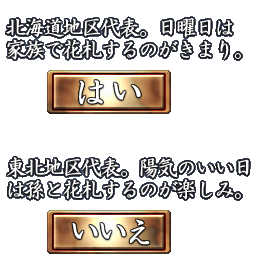 北海道地区代表。日曜日は
家族で花札するのがきまり。
はい
東北地区代表。陽気のいい日
は孫と花札するのが楽しみ。
いいえ